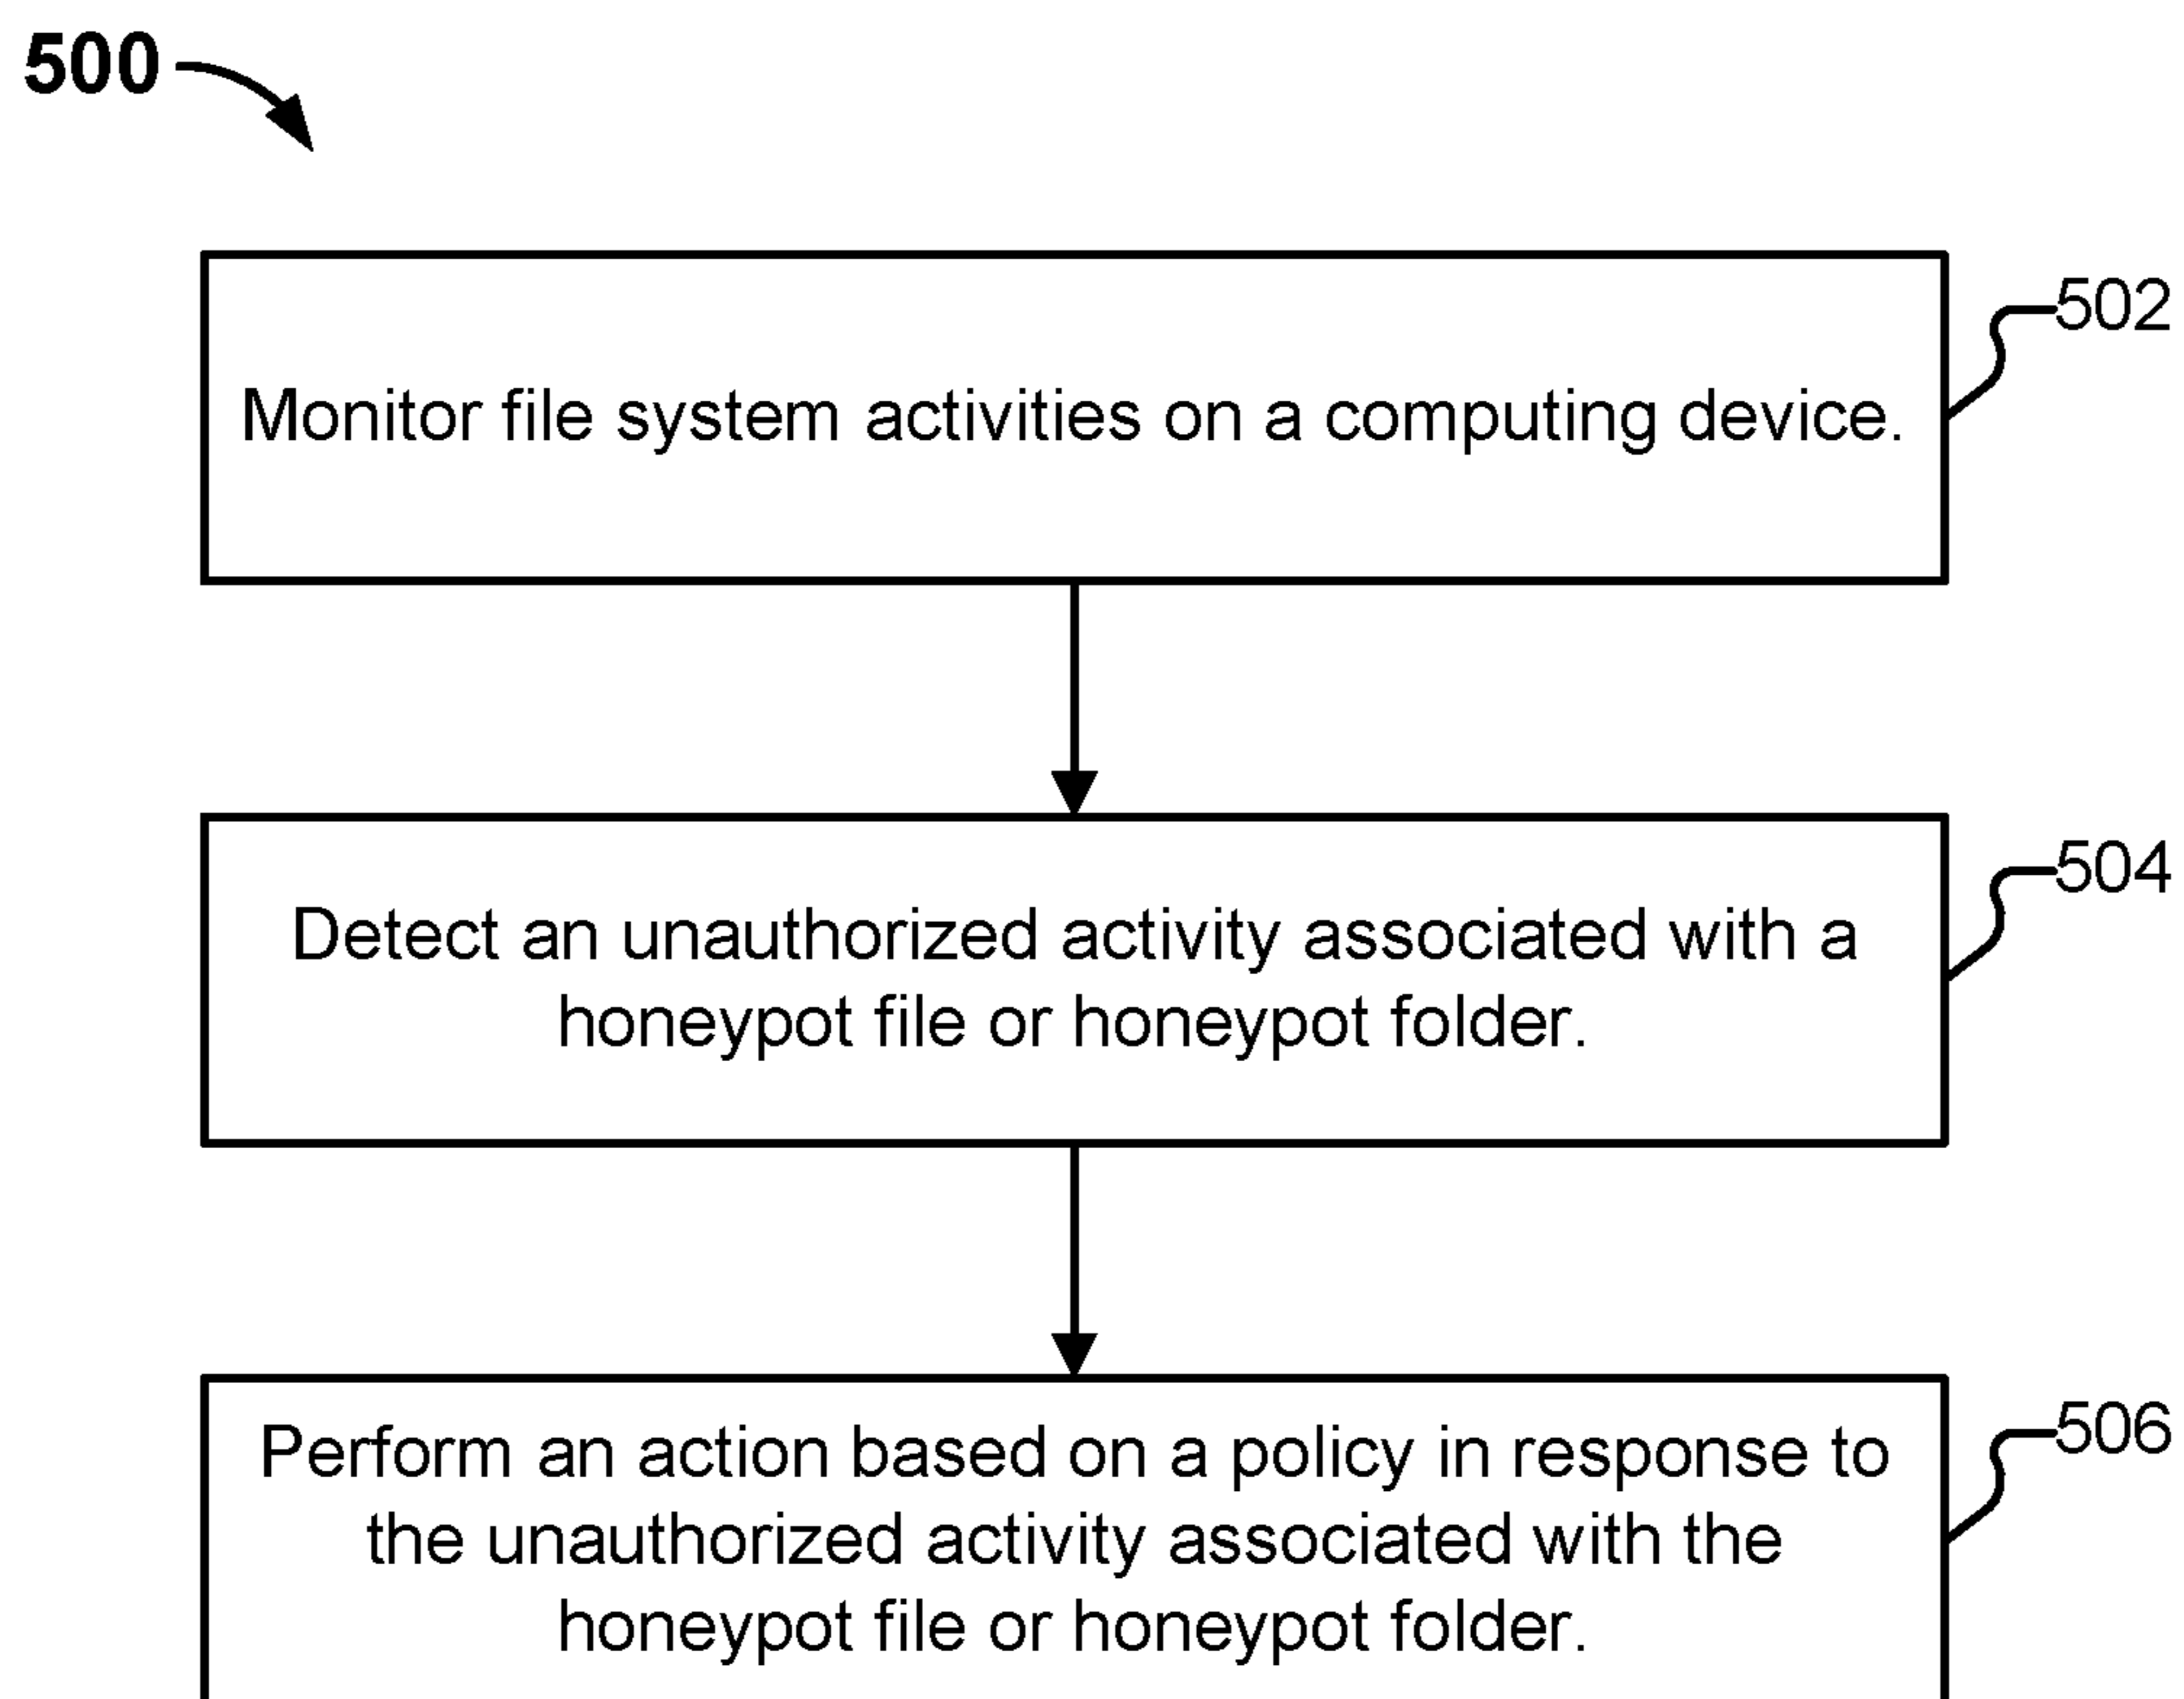 500
502
Monitor file system activities on a computing device.
504
Detect an unauthorized activity associated with a
honeypot file or honeypot folder.
506
Perform an action based on a policy in response to
the unauthorized activity associated with the
honeypot file or honeypot folder.